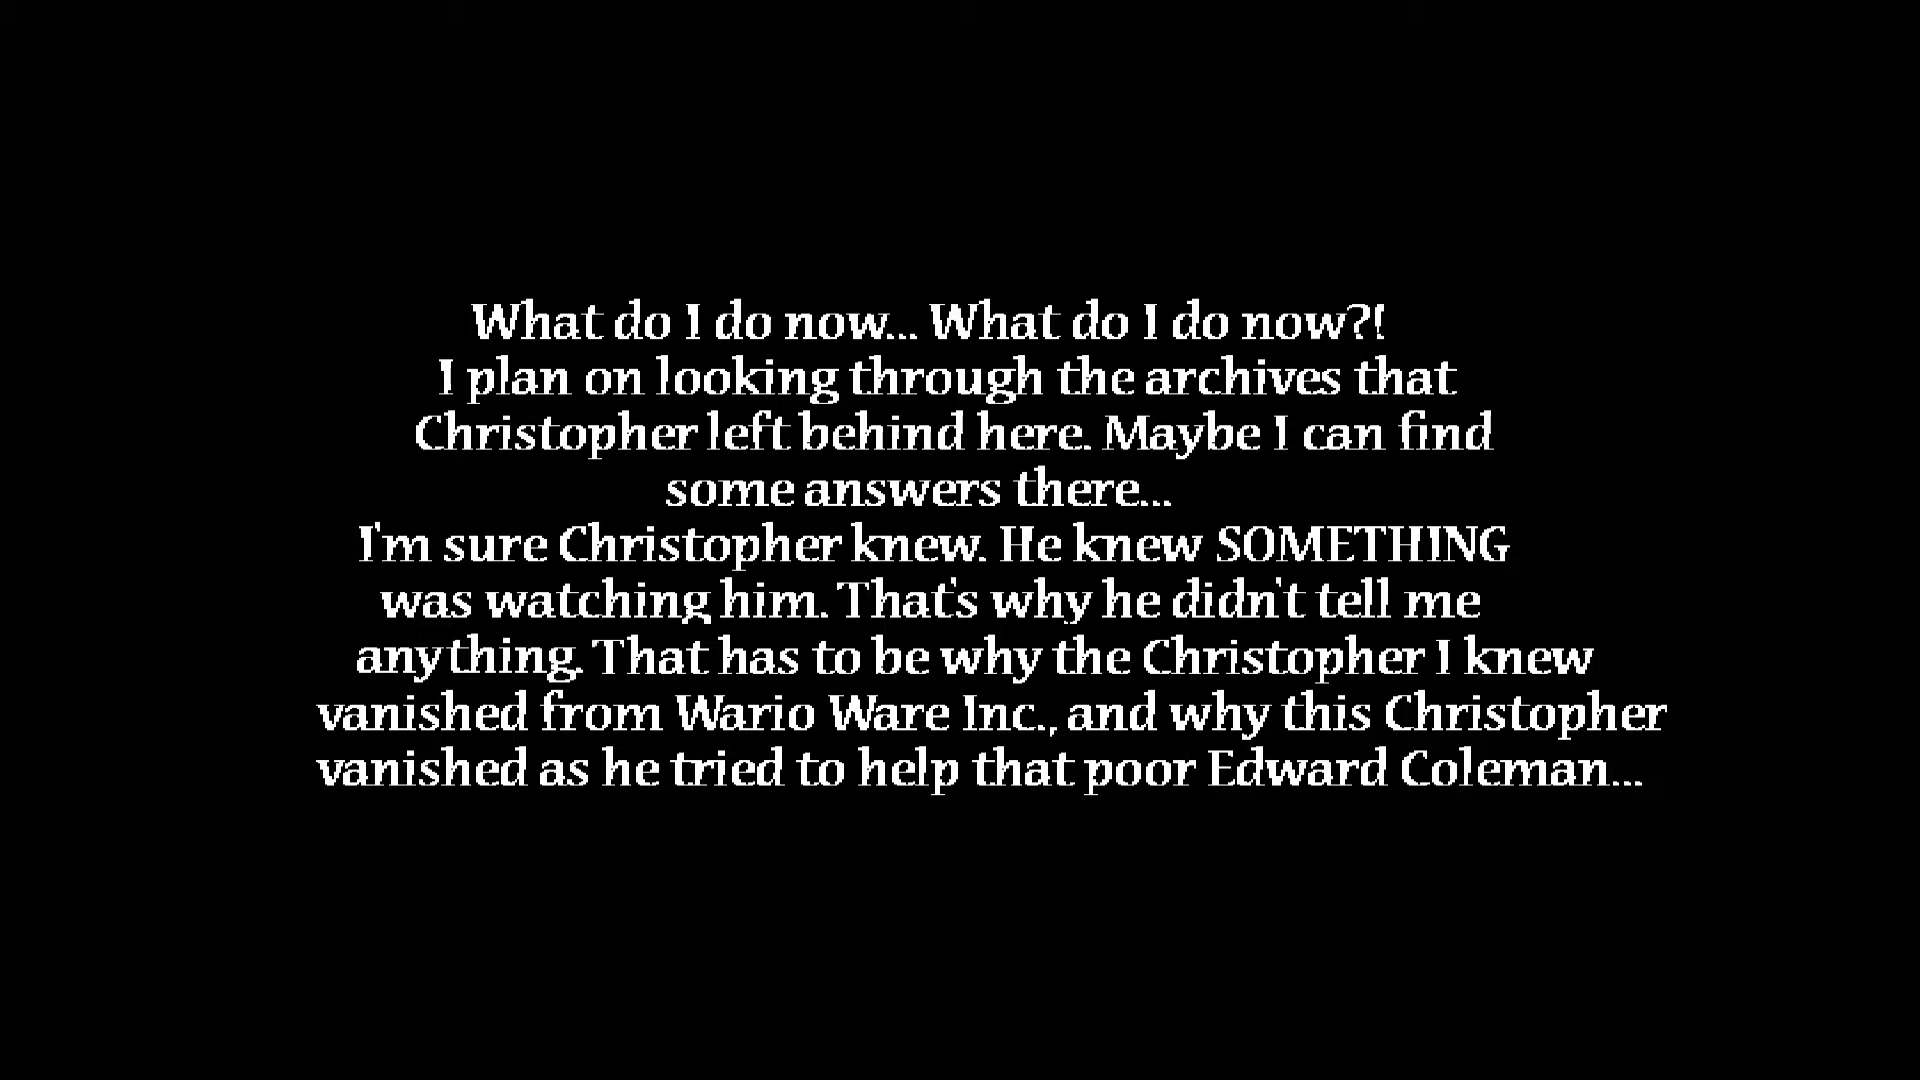 What do I do now... What do I do now?!
I plan on looking through the archives that
Christopher left behind here. Maybe I can find
some answers there...
I'm sure Christopher knew. He knew SOMETHING
was watching him. That's why he didn't tell me
anything. That has to be why the Christopher I knew
vanished from Wario Ware Inc., and why this Christopher
vanished as he tried to help that poor Edward Coleman...